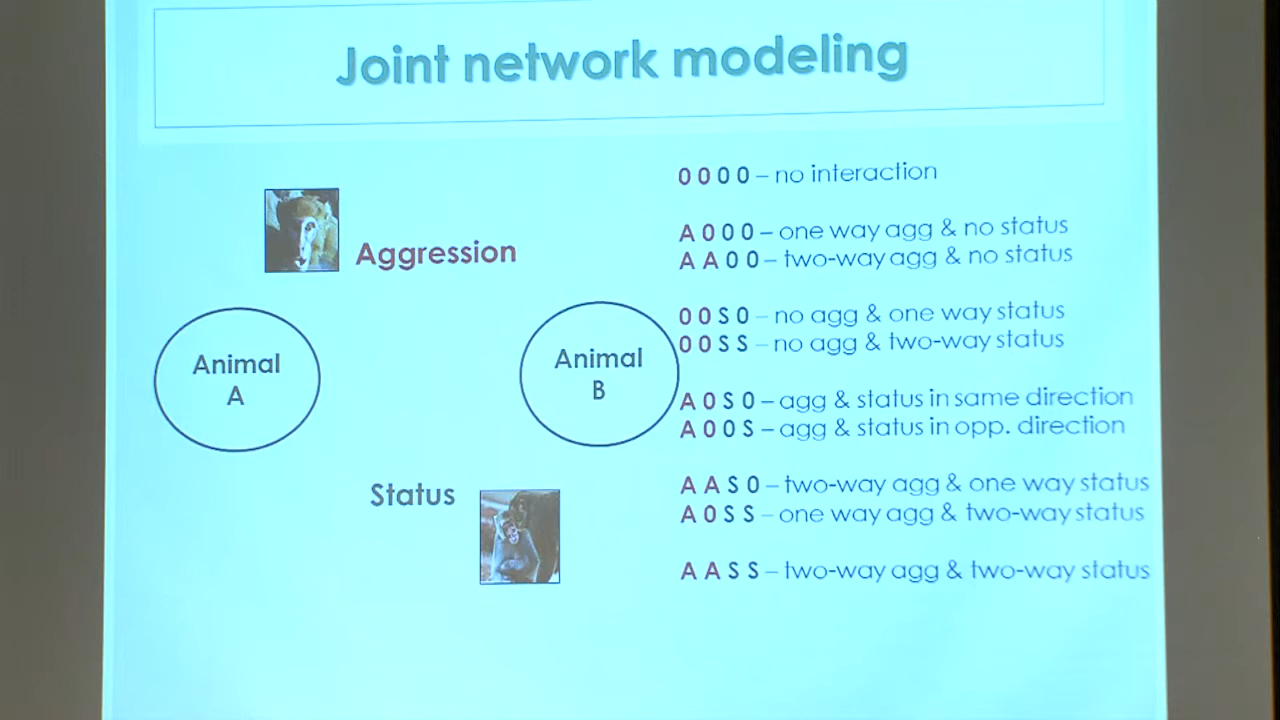 Joint network modeling
Aggression
Animal
A
Animal
B
Status
0 0 0 0 – no interaction
A 0 0 0 – one way agg & no status
A A 0 0 – two-way agg & no status
0 0 S 0 – no agg & one way status
0 0 S S – no agg & two-way status
A 0 S 0 – agg & status in same direction
A 0 0 S – agg & status in opp. direction
A A S 0 – two-way agg & one way status
A 0 S S – one way agg & two-way status
A A S S – two-way agg & two-way status